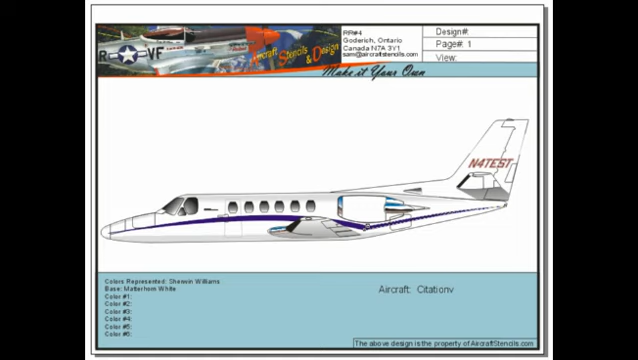 R VF
Aircraft Stencils & Design
Make it Your Own
RR#4
Goderich, Ontario
Canada N7A 3Y1
sam@aircraftstencils.com
Design#:
Page#: 1
View:
N4TEST
Colors Represented: Sherwin Williams
Base: Matterhorn White
Color #1:
Color #2:
Color #3:
Color #4:
Color #5:
Color #6:
Aircraft: Citationv
The above design is the property of AircraftStencils.com